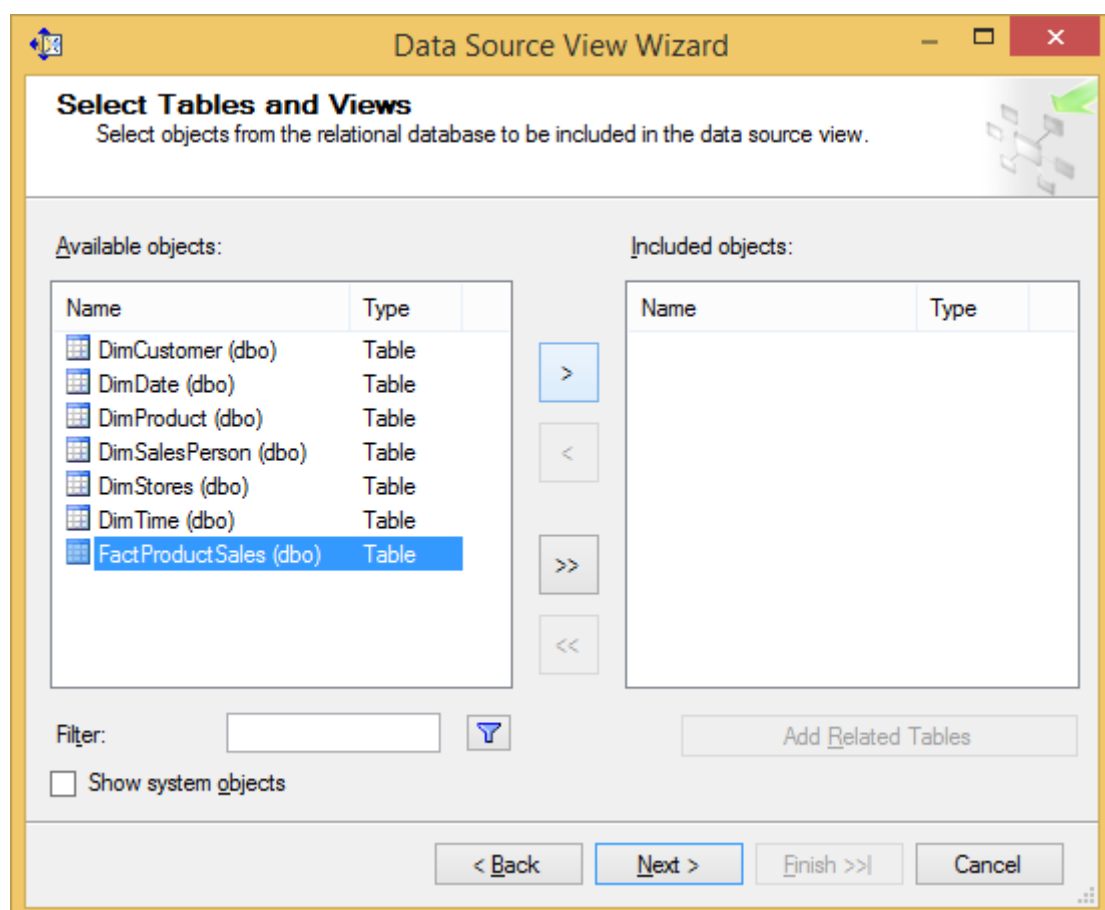 Data Source View Wizard
Select Tables and Views
Select objects from the relational database to be included in the data source view.
Available objects:
Included objects:
Name Type
DimCustomer (dbo) Table
DimDate (dbo) Table
DimProduct (dbo) Table
DimSalesPerson (dbo) Table
DimStores (dbo) Table
DimTime (dbo) Table
FactProductSales (dbo) Table
>
<
>>
<<
Name Type
Filter:
Add Related Tables
Show system objects
< Back Next > Finish >>| Cancel